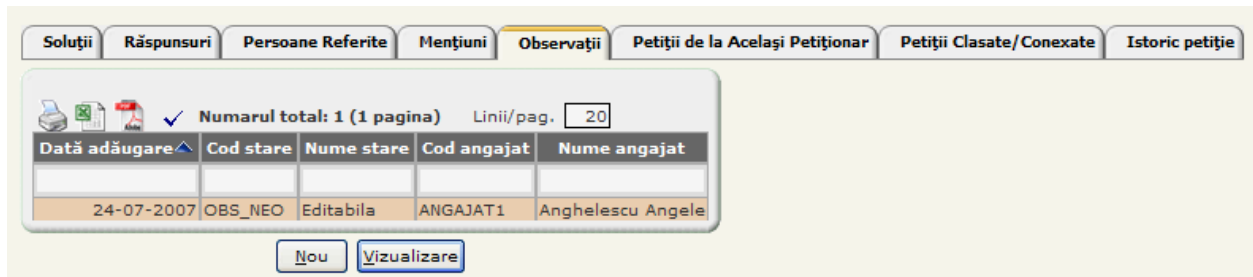 Soluții Răspunsuri Persoane Referite Mențiuni Observații Petiții de la Același Petiționar Petiții Clasate/Conexate Istoric petiție
Numarul total: 1 (1 pagina) Linii/pag. 20
Dată adăugare Cod stare Nume stare Cod angajat Nume angajat
24-07-2007 OBS_NEO Editabila ANGAJAT1 Anghelescu Angele
Nou Vizualizare